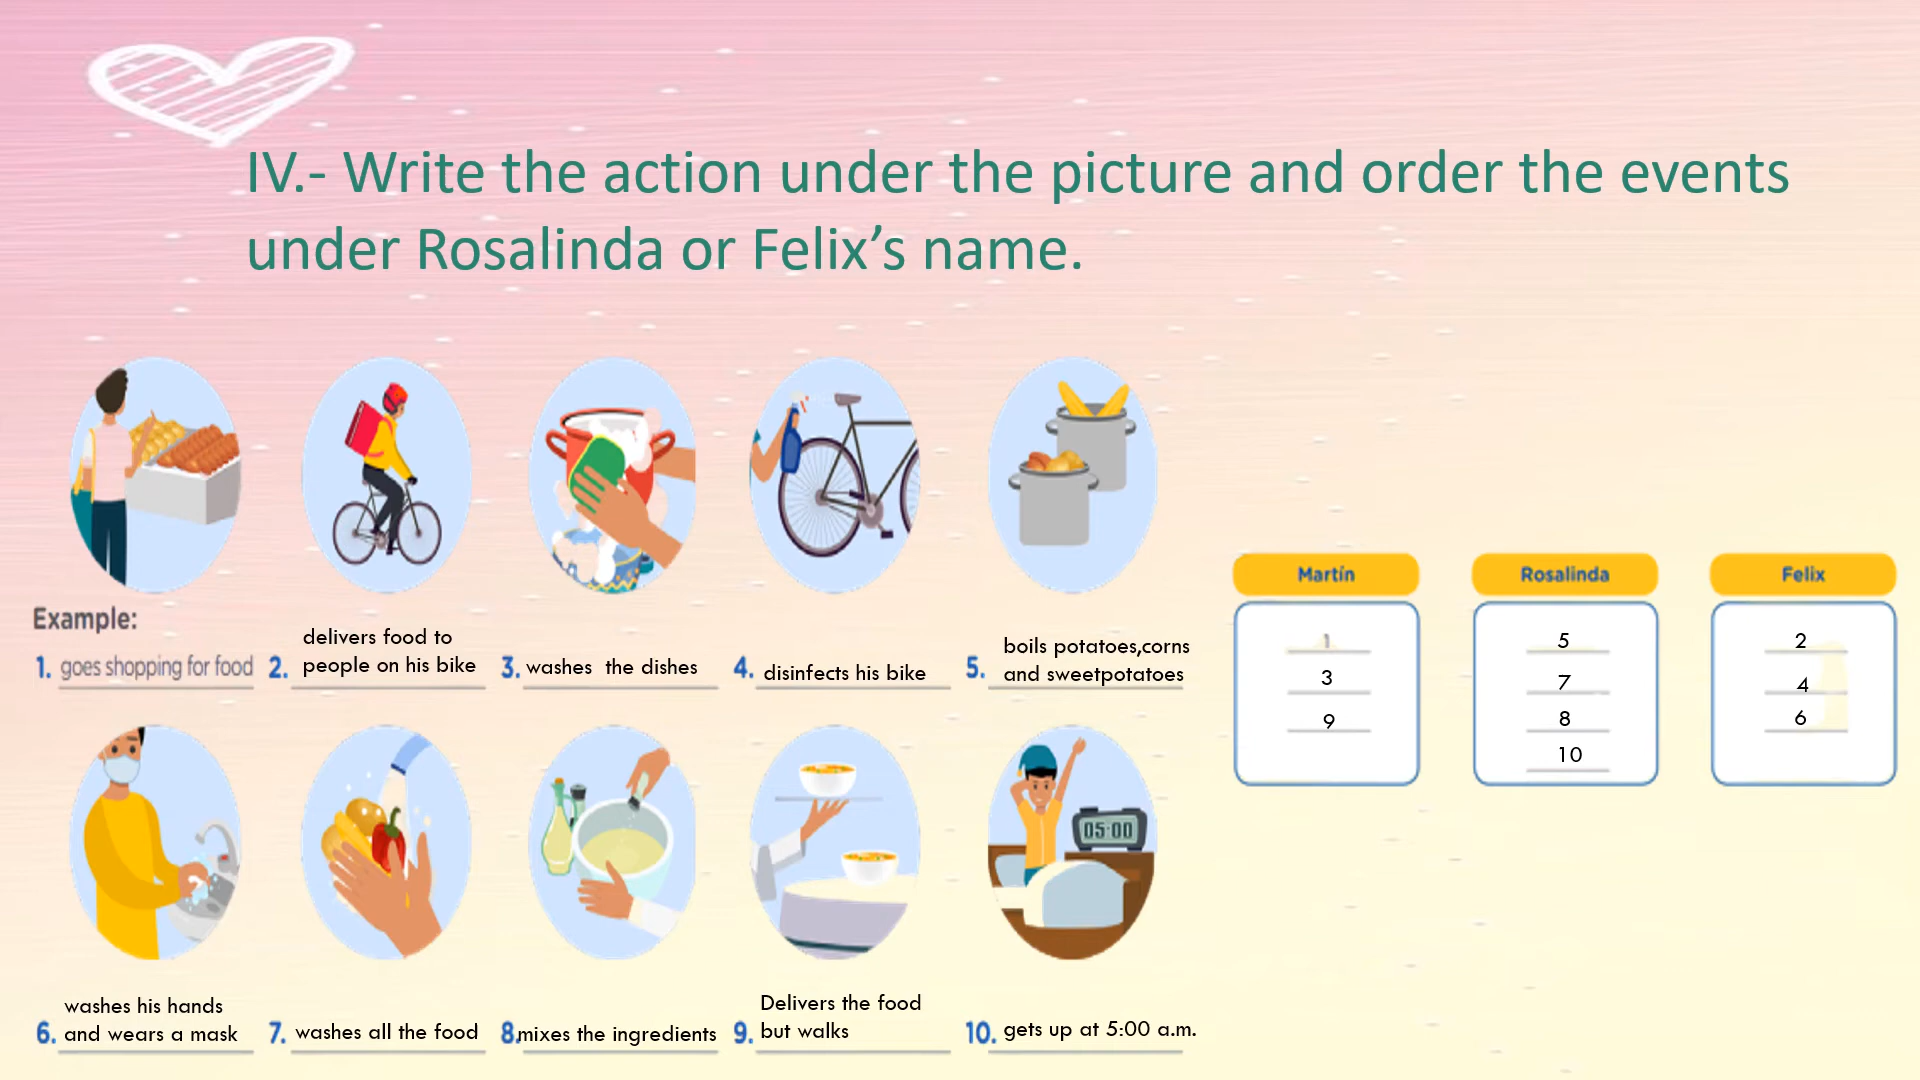 IV.- Write the action under the picture and order the events
under Rosalinda or Felix’s name.
05:00
Example:
1. goes shopping for food
2. delivers food to
people on his bike
3. washes the dishes
4. disinfects his bike
5. boils potatoes,corns
and sweetpotatoes
6. washes his hands
and wears a mask
7. washes all the food
8. mixes the ingredients
9. Delivers the food
but walks
10. gets up at 5:00 a.m.
Martín
1
3
9
Rosalinda
5
7
8
10
Felix
2
4
6